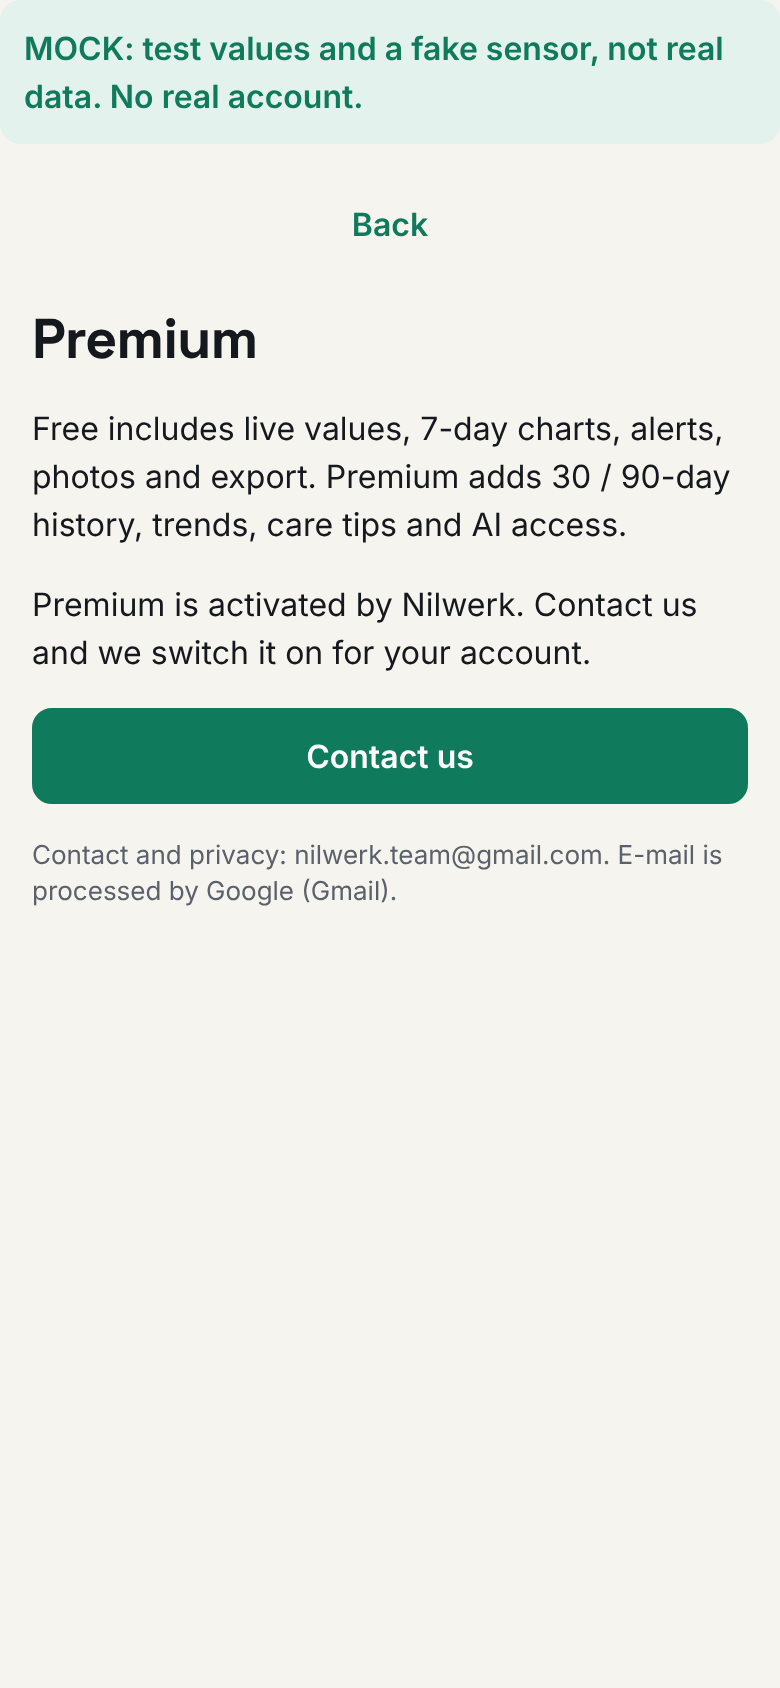 MOCK: test values and a fake sensor, not real
data. No real account.
Back
Premium
Free includes live values, 7-day charts, alerts,
photos and export. Premium adds 30 / 90-day
history, trends, care tips and AI access.
Premium is activated by Nilwerk. Contact us
and we switch it on for your account.
Contact us
Contact and privacy: nilwerk.team@gmail.com. E-mail is
processed by Google (Gmail).